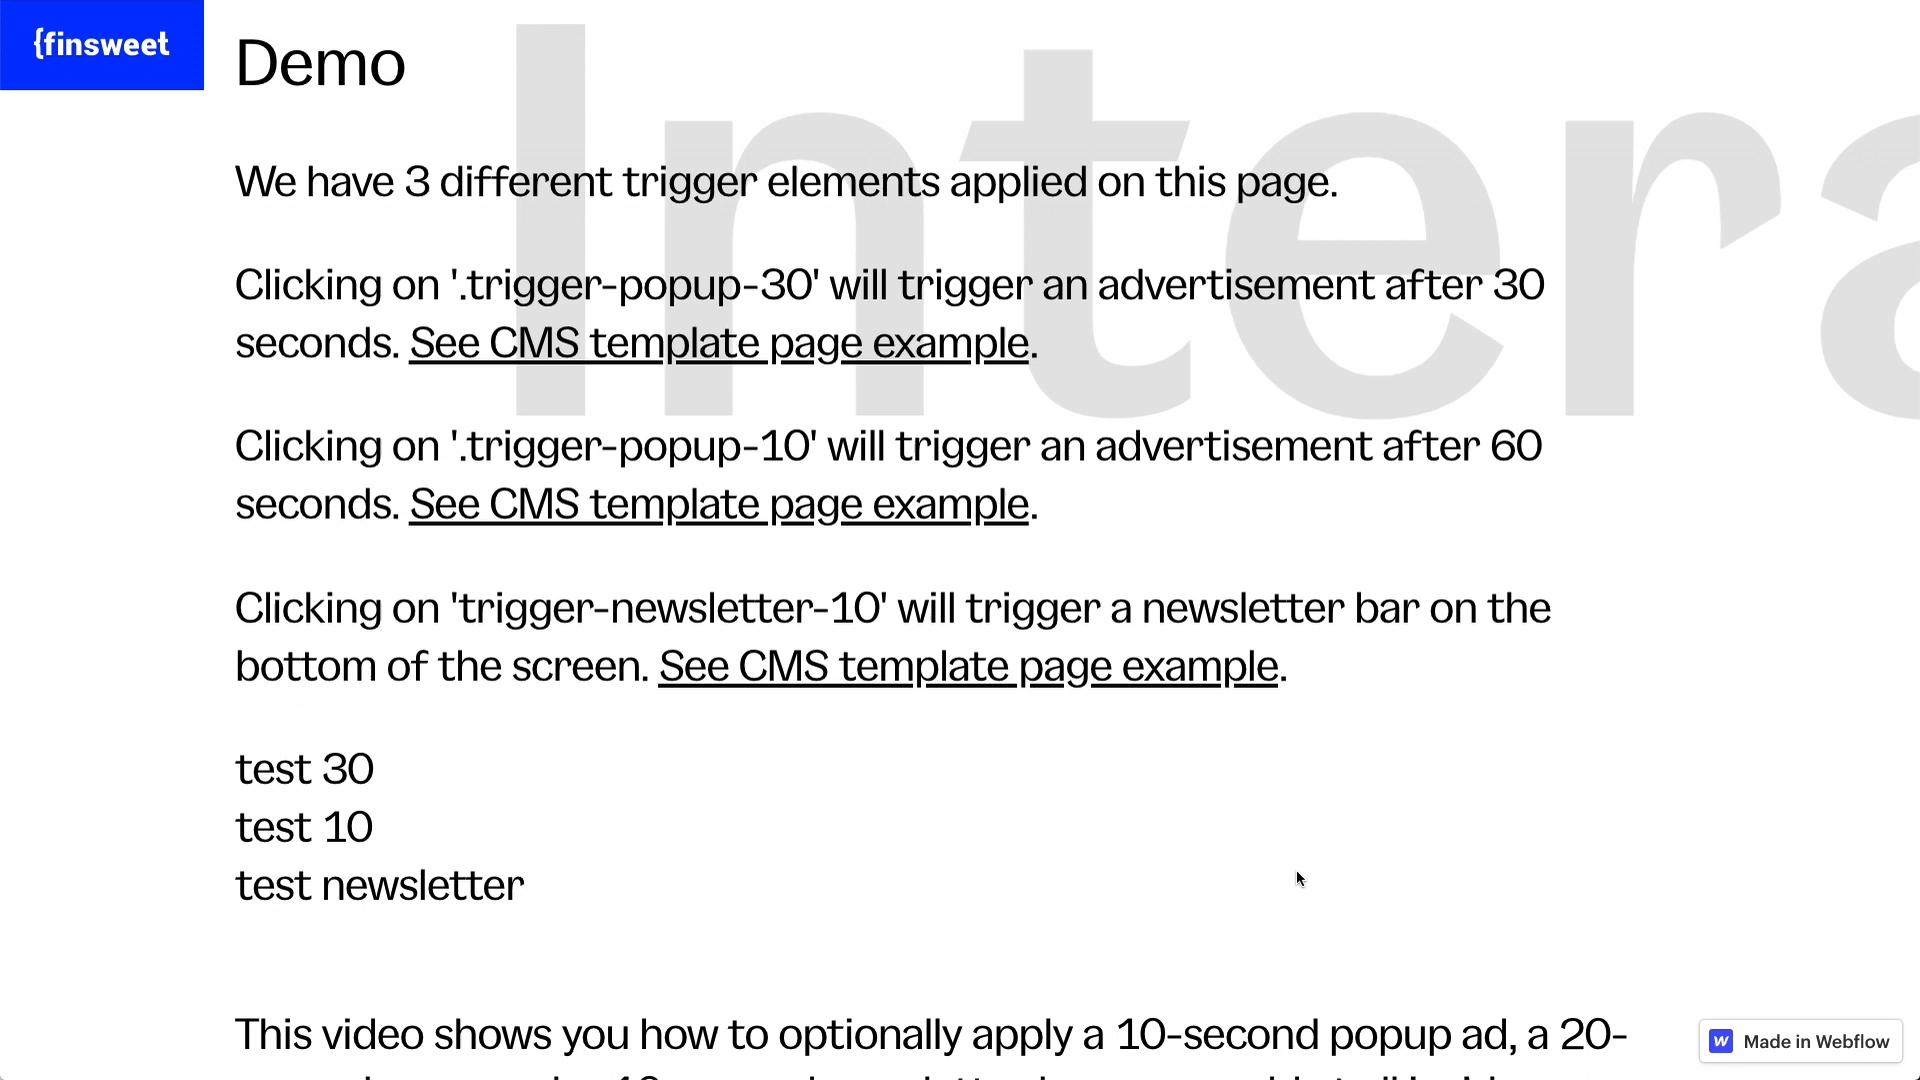 {finsweet
Demo
Intera
We have 3 different trigger elements applied on this page.
Clicking on '.trigger-popup-30' will trigger an advertisement after 30
seconds. See CMS template page example.
Clicking on '.trigger-popup-10' will trigger an advertisement after 60
seconds. See CMS template page example.
Clicking on 'trigger-newsletter-10' will trigger a newsletter bar on the
bottom of the screen. See CMS template page example.
test 30
test 10
test newsletter
This video shows you how to optionally apply a 10-second popup ad, a 20-
Made in Webflow